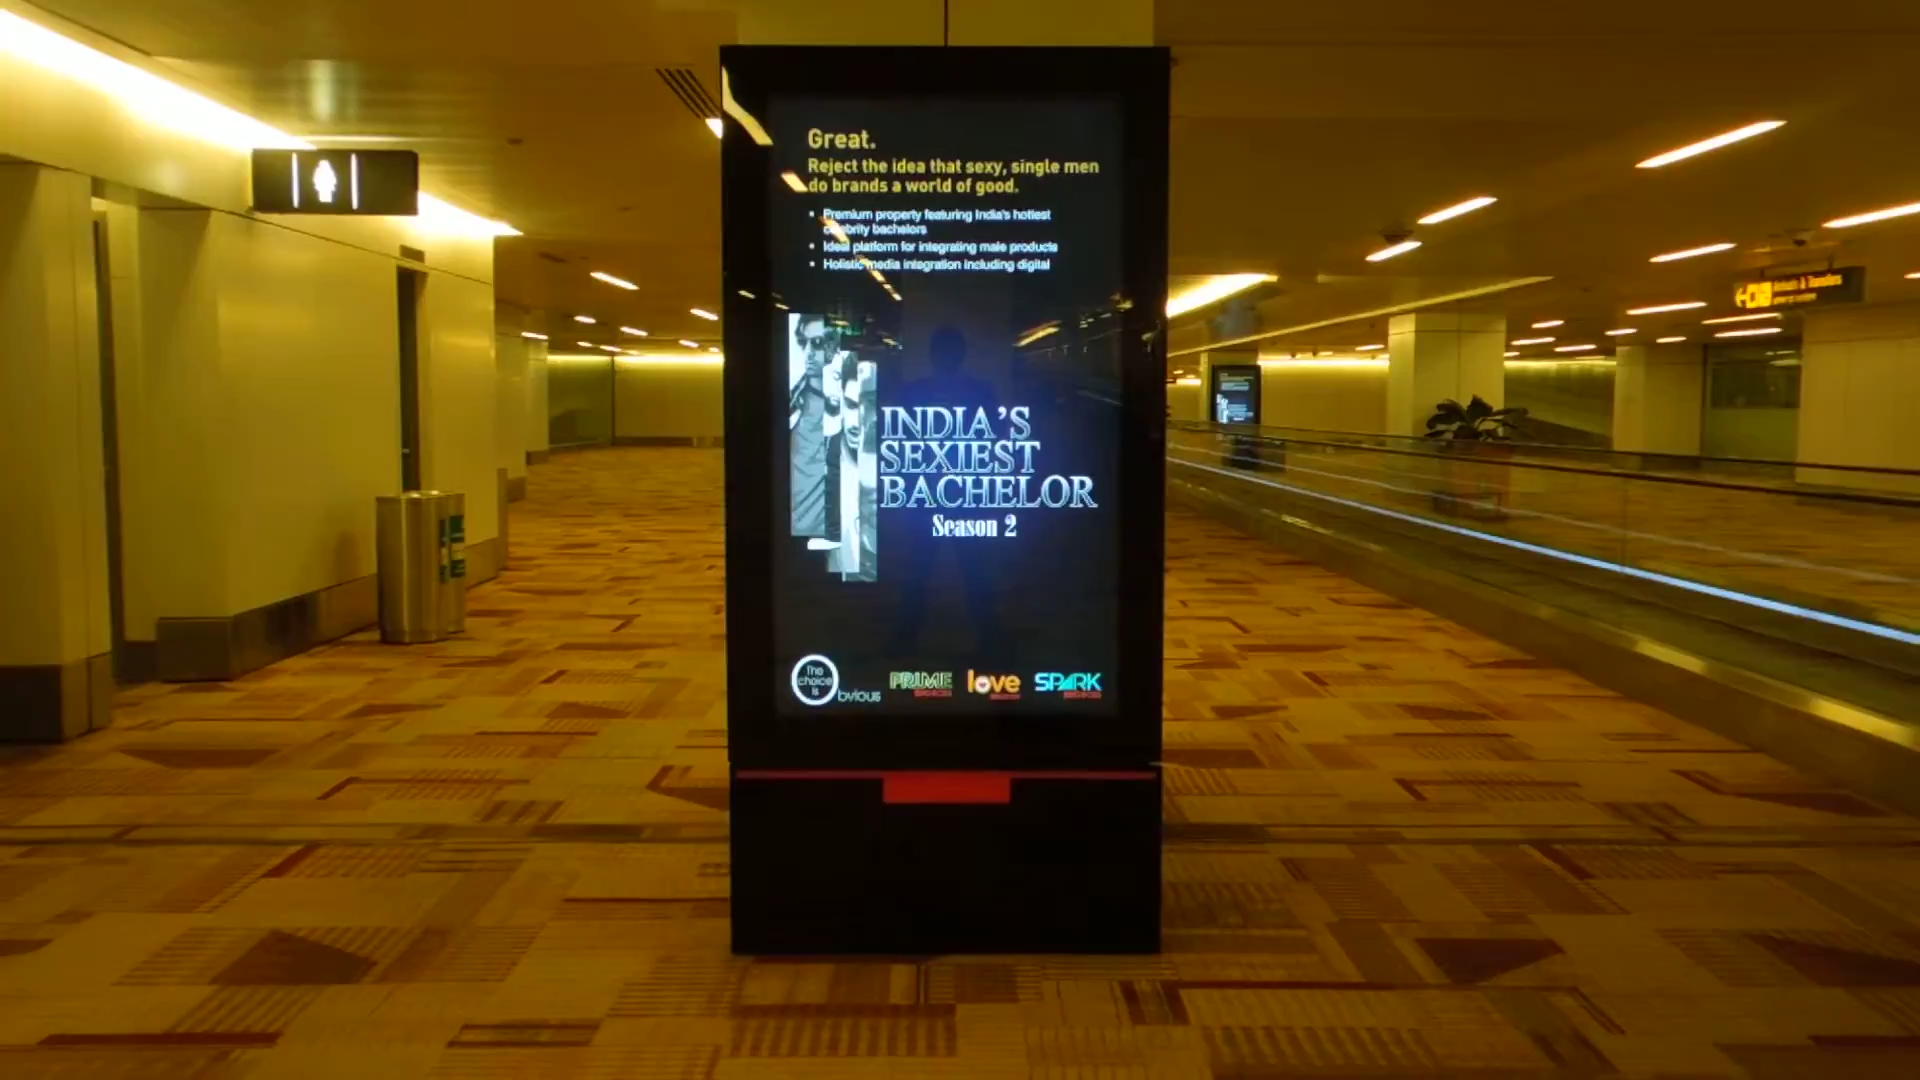 Great.
Reject the idea that sexy, single men
do brands a world of good.
• Premium property featuring India's hottest
celebrity bachelors
• Ideal platform for integrating male products
• Holistic media integration including digital
INDIA'S
SEXIEST
BACHELOR
Season 2
The
choice
is
Obvious
PRIME
love
SPARK
Arrivals & Transfers